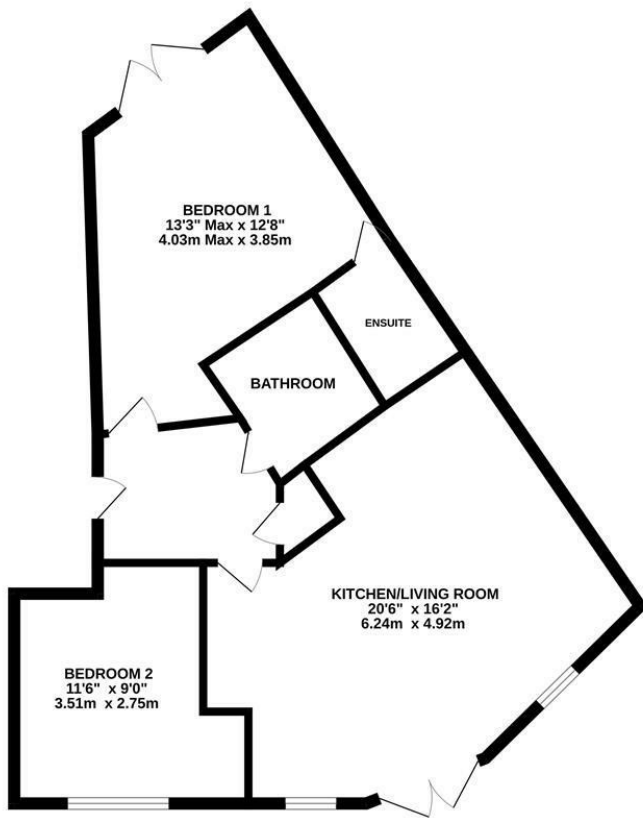 BEDROOM 1
13'3" Max x 12'8"
4.03m Max x 3.85m
ENSUITE
BATHROOM
KITCHEN/LIVING ROOM
20'6" x 16'2"
6.24m x 4.92m
BEDROOM 2
11'6" x 9'0"
3.51m x 2.75m